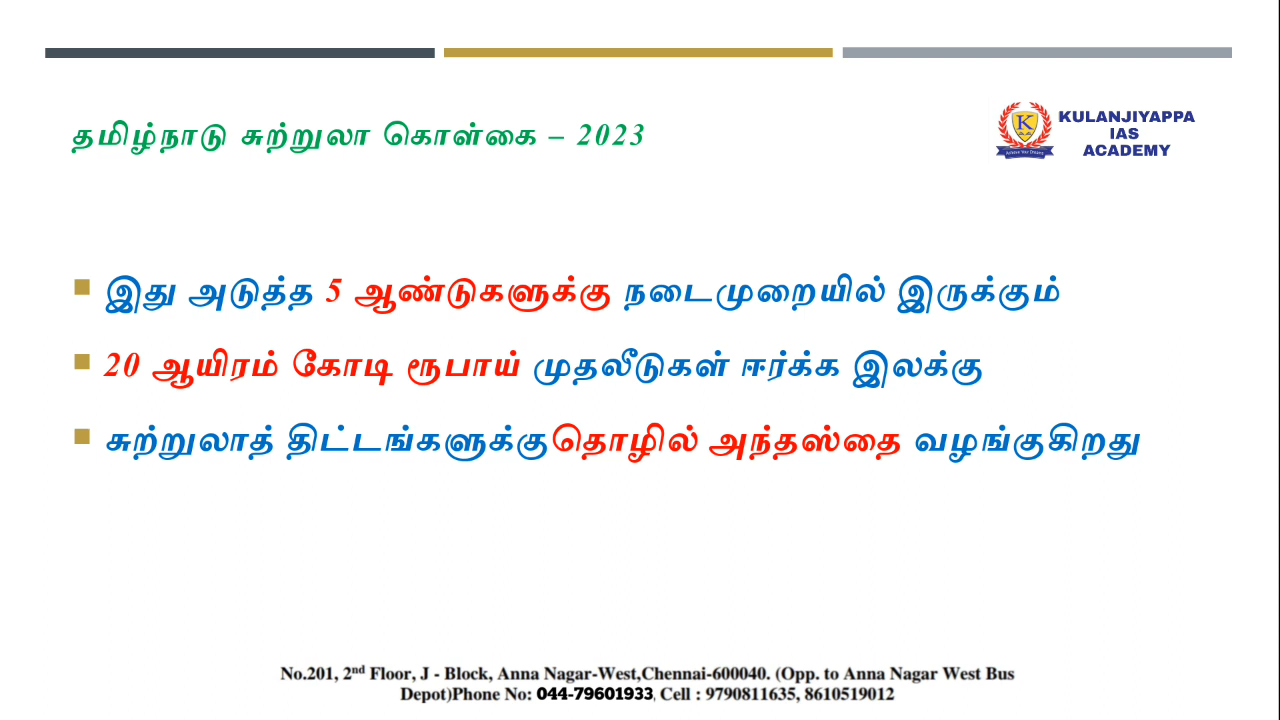 தமிழ்நாடு சுற்றுலா கொள்கை – 2023
KULANJIYAPPA
IAS
ACADEMY
இது அடுத்த 5 ஆண்டுகளுக்கு நடைமுறையில் இருக்கும்
20 ஆயிரம் கோடி ரூபாய் முதலீடுகள் ஈர்க்க இலக்கு
சுற்றுலாத் திட்டங்களுக்குதொழில் அந்தஸ்தை வழங்குகிறது
No.201, 2nd Floor, J - Block, Anna Nagar-West,Chennai-600040. (Opp. to Anna Nagar West Bus
Depot)Phone No: 044-79601933, Cell : 9790811635, 8610519012